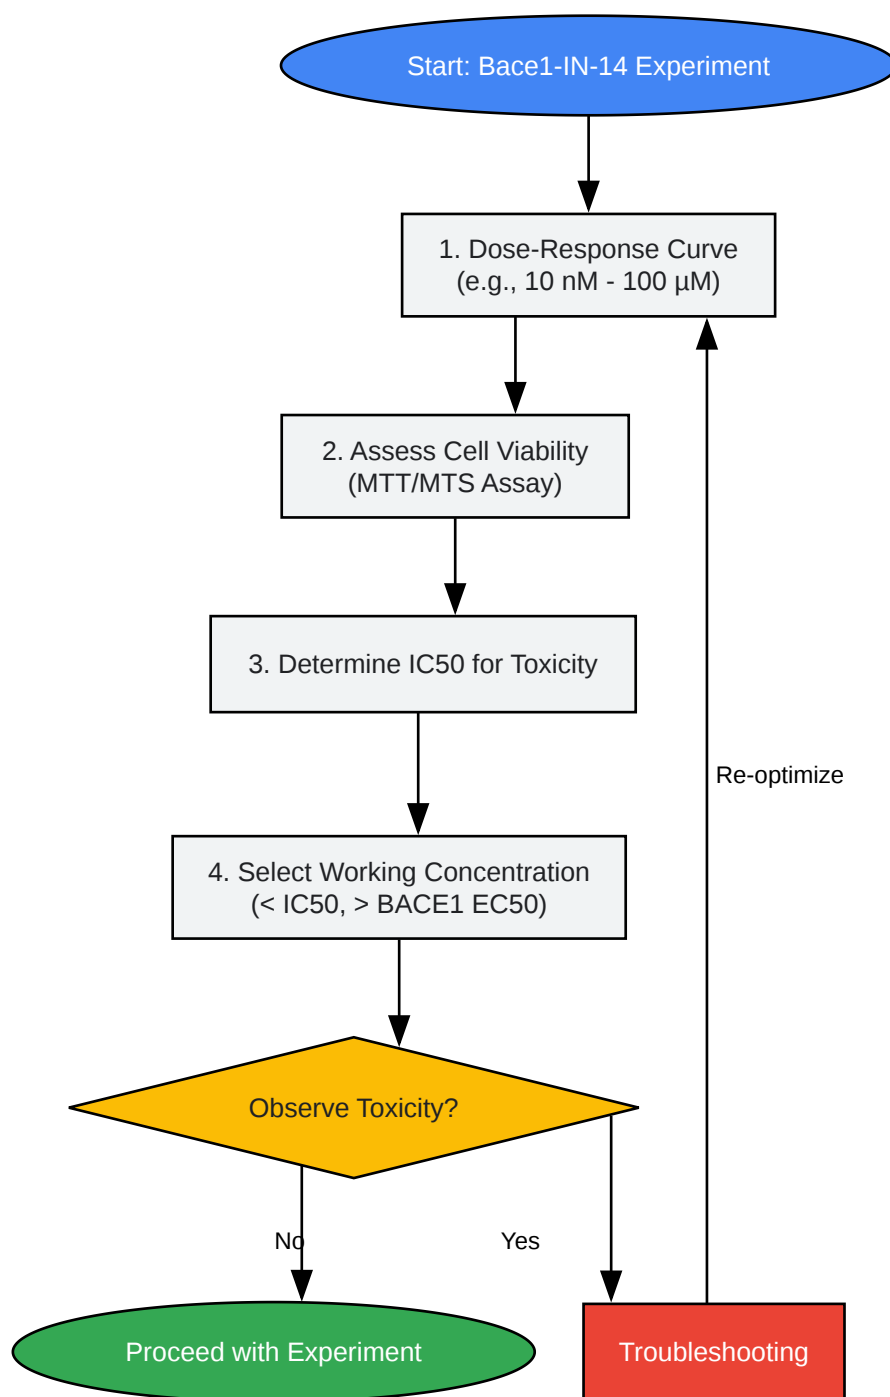 Start: Bace1-IN-14 Experiment
1. Dose-Response Curve
(e.g., 10 nM - 100 µM)
2. Assess Cell Viability
(MTT/MTS Assay)
3. Determine IC50 for Toxicity
Re-optimize
4. Select Working Concentration
(< IC50, > BACE1 EC50)
Observe Toxicity?
No
Yes
Proceed with Experiment
Troubleshooting